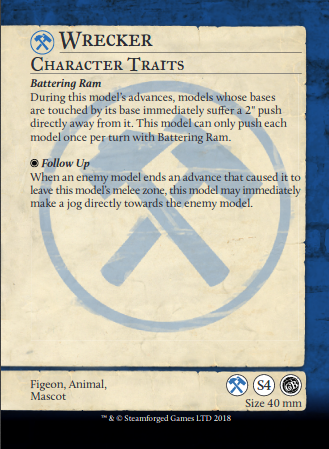 WRECKER
CHARACTER TRAITS
Battering Ram
During this model's advances, models whose bases
are touched by its base immediately suffer a 2" push
directly away from it. This model can only push each
model once per turn with Battering Ram.
Follow Up
When an enemy model ends an advance that caused it to
leave this model's melee zone, this model may immediately
make a jog directly towards the enemy model.
Figeon, Animal,
Mascot
S4
Size 40 mm
™ & © Steamforged Games LTD 2018